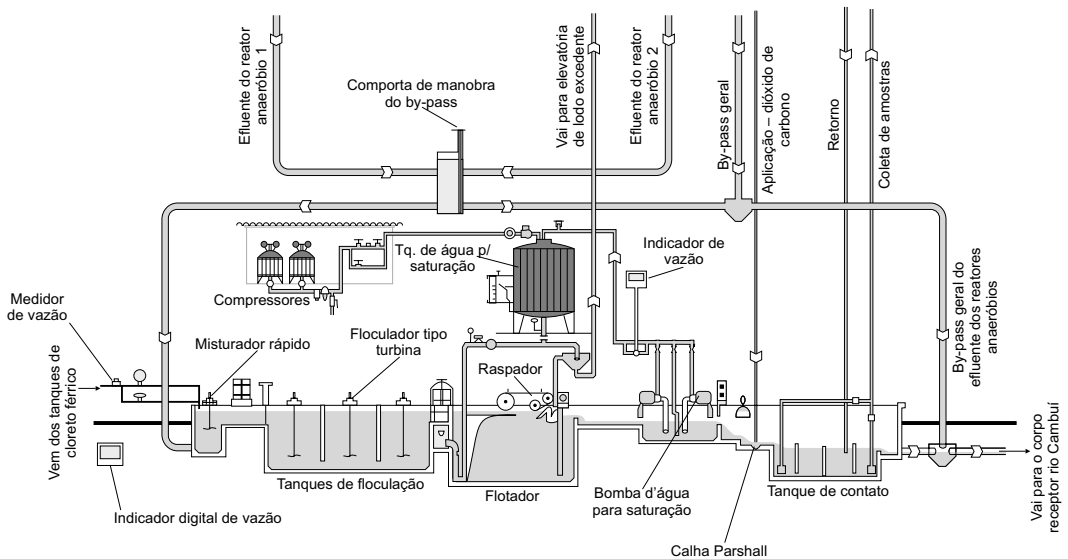 Efluente do reator
anaeróbio 1
Comporta de manobra
do by-pass
Vai para elevatória
de lodo excedente
Efluente do reator
anaeróbio 2
By-pass geral
Aplicação – dióxido de
carbono
Retorno
Coleta de amostras
Tq. de água p/
saturação
Indicador de
vazão
Compressores
Medidor
de vazão
Misturador rápido
Floculador tipo
turbina
Raspador
By-pass geral do
efluente dos reatores
anaeróbios
Vem dos tanques de
cloreto férrico
Tanques de floculação
Flotador
Bomba d'água
para saturação
Tanque de contato
Vai para o corpo
receptor rio Cambuí
Indicador digital de vazão
Calha Parshall